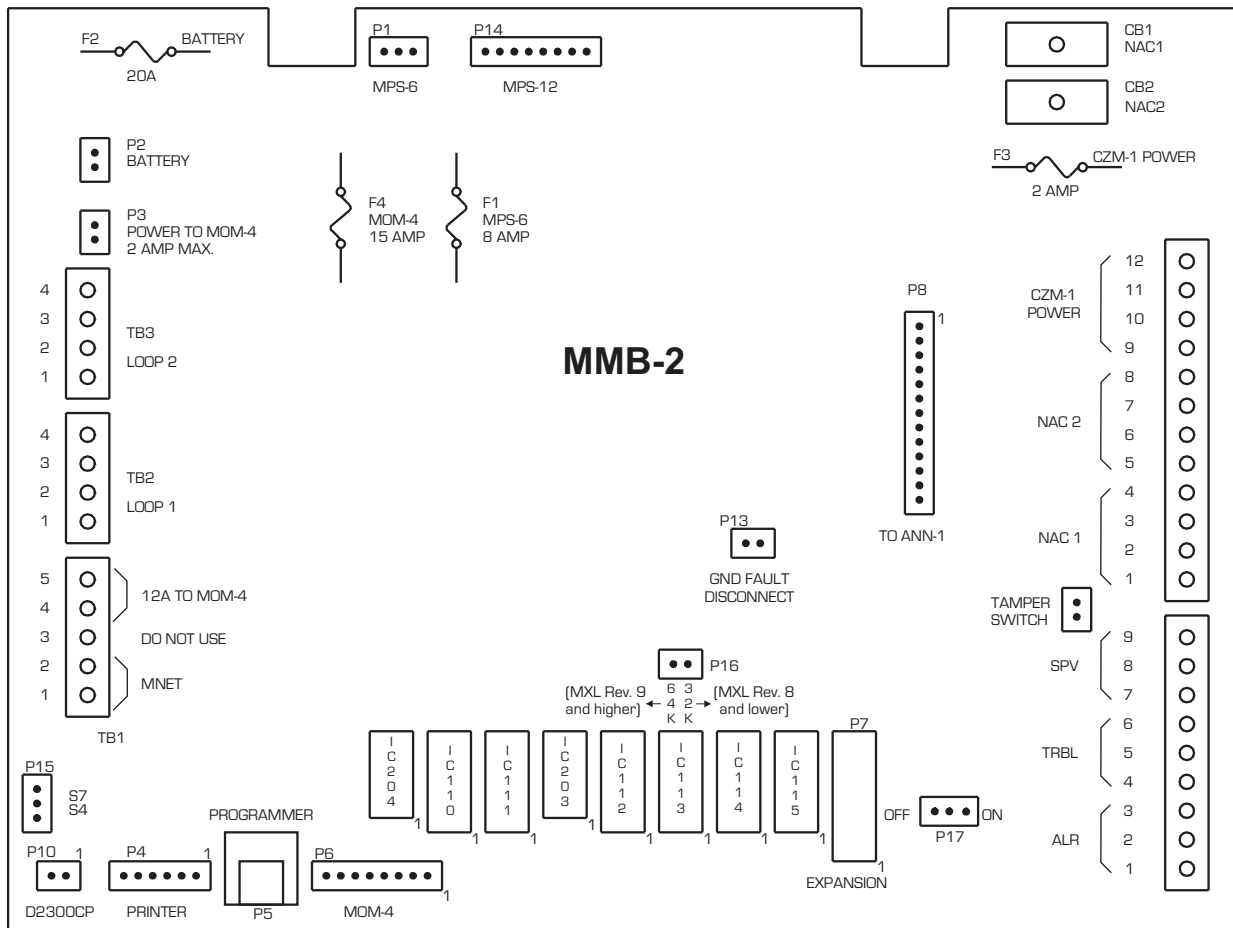 F2 BATTERY
20A
P1
MPS-6
P14
MPS-12
CB1
NAC1
CB2
NAC2
F3 CZM-1 POWER
2 AMP
P2
BATTERY
P3
POWER TO MOM-4
2 AMP MAX.
F4
MOM-4
15 AMP
F1
MPS-6
8 AMP
4
3
2
1
TB3
LOOP 2
4
3
2
1
TB2
LOOP 1
5
4
3
2
1
12A TO MOM-4
DO NOT USE
MNET
TB1
MMB-2
P8
1
TO ANN-1
P13
GND FAULT
DISCONNECT
12
11
10
9
8
7
6
5
4
3
2
1
CZM-1
POWER
NAC 2
NAC 1
TAMPER
SWITCH
9
8
7
6
5
4
3
2
1
SPV
TRBL
ALR
P16
(MXL Rev. 9
and higher)
64K
32K
(MXL Rev. 8
and lower)
IC204
1
IC110
1
IC111
1
IC203
1
IC112
1
IC113
1
IC114
1
IC115
1
P7
1
EXPANSION
OFF ON
P17
P15
S7
S4
P10 1
D2300CP
P4 1
PRINTER
PROGRAMMER
P5
P6
1
MOM-4